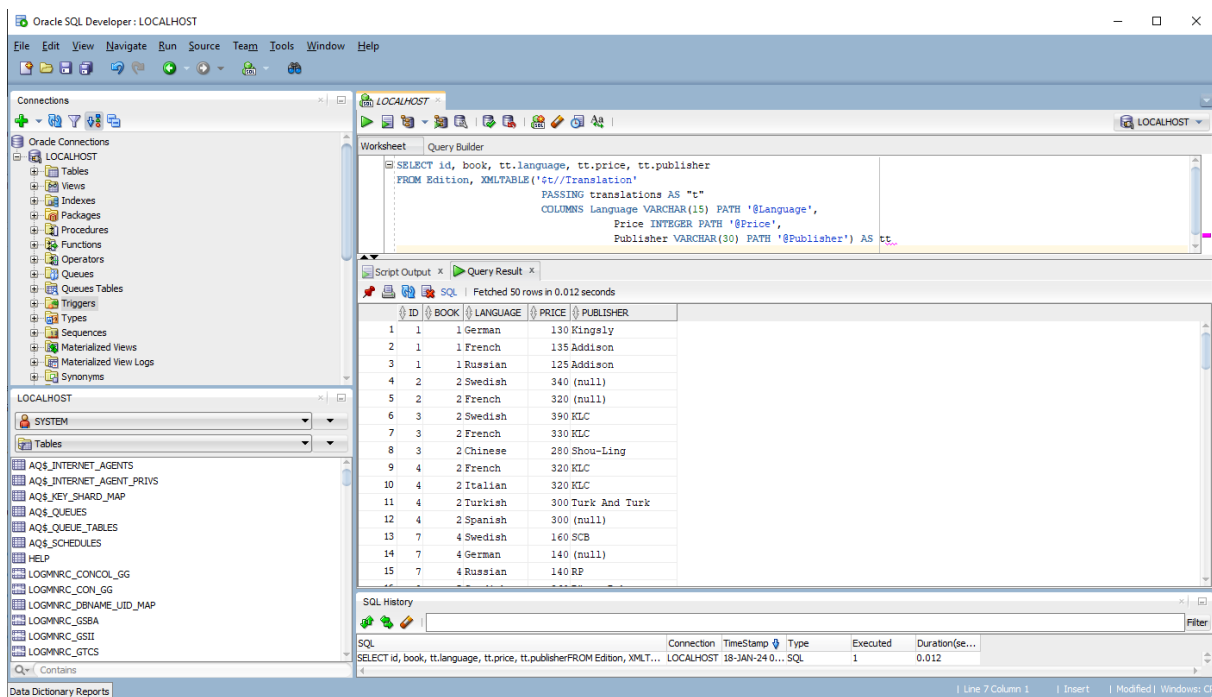 Oracle SQL Developer : LOCALHOST
File Edit View Navigate Run Source Team Tools Window Help
Connections
Oracle Connections
LOCALHOST
Tables
Views
Indexes
Packages
Procedures
Functions
Operators
Queues
Queues Tables
Triggers
Types
Sequences
Materialized Views
Materialized View Logs
Synonyms
LOCALHOST
SYSTEM
Tables
AQ$_INTERNET_AGENTS
AQ$_INTERNET_AGENT_PRIVS
AQ$_KEY_SHARD_MAP
AQ$_QUEUES
AQ$_QUEUE_TABLES
AQ$_SCHEDULES
HELP
LOGMNRC_CONCOL_GG
LOGMNRC_CON_GG
LOGMNRC_DBNAME_UID_MAP
LOGMNRC_GSBA
LOGMNRC_GSII
LOGMNRC_GTCS
Contains
Data Dictionary Reports
LOCALHOST
LOCALHOST
Worksheet Query Builder
SELECT id, book, tt.language, tt.price, tt.publisher
FROM Edition, XMLTABLE('$t//Translation'
PASSING translations AS "t"
COLUMNS Language VARCHAR(15) PATH '@Language',
Price INTEGER PATH '@Price',
Publisher VARCHAR(30) PATH '@Publisher') AS tt
Script Output x Query Result x
SQL | Fetched 50 rows in 0.012 seconds
ID BOOK LANGUAGE PRICE PUBLISHER
1 1 1 German 130 Kingsly
2 1 1 French 135 Addison
3 1 1 Russian 125 Addison
4 2 2 Swedish 340 (null)
5 2 2 French 320 (null)
6 3 2 Swedish 390 KLC
7 3 2 French 330 KLC
8 3 2 Chinese 280 Shou-Ling
9 4 2 French 320 KLC
10 4 2 Italian 320 KLC
11 4 2 Turkish 300 Turk And Turk
12 4 2 Spanish 300 (null)
13 7 4 Swedish 160 SCB
14 7 4 German 140 (null)
15 7 4 Russian 140 RP
SQL History
Filter
SQL Connection TimeStamp Type Executed Duration(se...
SELECT id, book, tt.language, tt.price, tt.publisherFROM Edition, XMLT... LOCALHOST 18-JAN-24 0... SQL 1 0.012
| Line 7 Column 1 | Insert | Modified | Windows: C